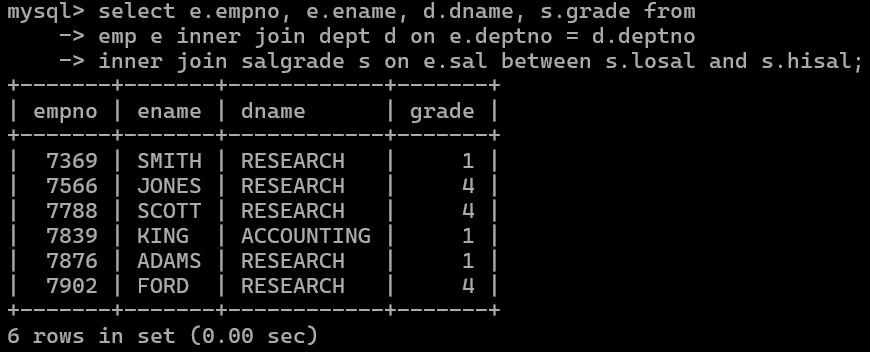 mysql> select e.empno, e.ename, d.dname, s.grade from
    -> emp e inner join dept d on e.deptno = d.deptno
    -> inner join salgrade s on e.sal between s.losal and s.hisal;
+-------+-------+------------+-------+
| empno | ename | dname      | grade |
+-------+-------+------------+-------+
|  7369 | SMITH | RESEARCH   |     1 |
|  7566 | JONES | RESEARCH   |     4 |
|  7788 | SCOTT | RESEARCH   |     4 |
|  7839 | KING  | ACCOUNTING |     1 |
|  7876 | ADAMS | RESEARCH   |     1 |
|  7902 | FORD  | RESEARCH   |     4 |
+-------+-------+------------+-------+
6 rows in set (0.00 sec)